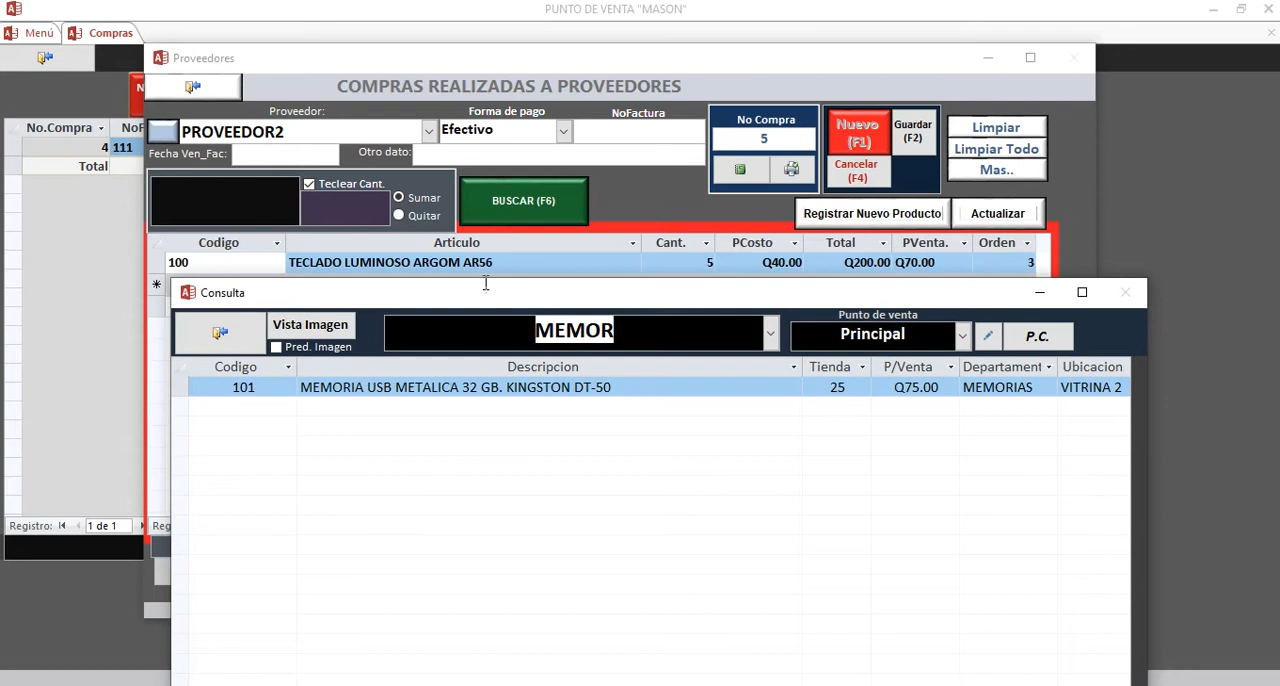 PUNTO DE VENTA "MASON"
Menú
Compras
Proveedores
COMPRAS REALIZADAS A PROVEEDORES
Proveedor:
Forma de pago
NoFactura
PROVEEDOR2
Efectivo
Fecha Ven_Fac:
Otro dato:
No Compra
5
Nuevo
(F1)
Guardar
(F2)
Cancelar
(F4)
Limpiar
Limpiar Todo
Mas..
Teclear Cant.
Sumar
Quitar
BUSCAR (F6)
Registrar Nuevo Producto
Actualizar
No.Compra
4 111
Total
Codigo Articulo Cant. PCosto Total PVenta. Orden
100 TECLADO LUMINOSO ARGOM AR56 5 Q40.00 Q200.00 Q70.00 3
Consulta
Vista Imagen
Pred. Imagen
MEMOR
Punto de venta
Principal
P.C.
Codigo Descripcion Tienda P/Venta Departament Ubicacion
101 MEMORIA USB METALICA 32 GB. KINGSTON DT-50 25 Q75.00 MEMORIAS VITRINA 2
Registro: 1 de 1
Reg